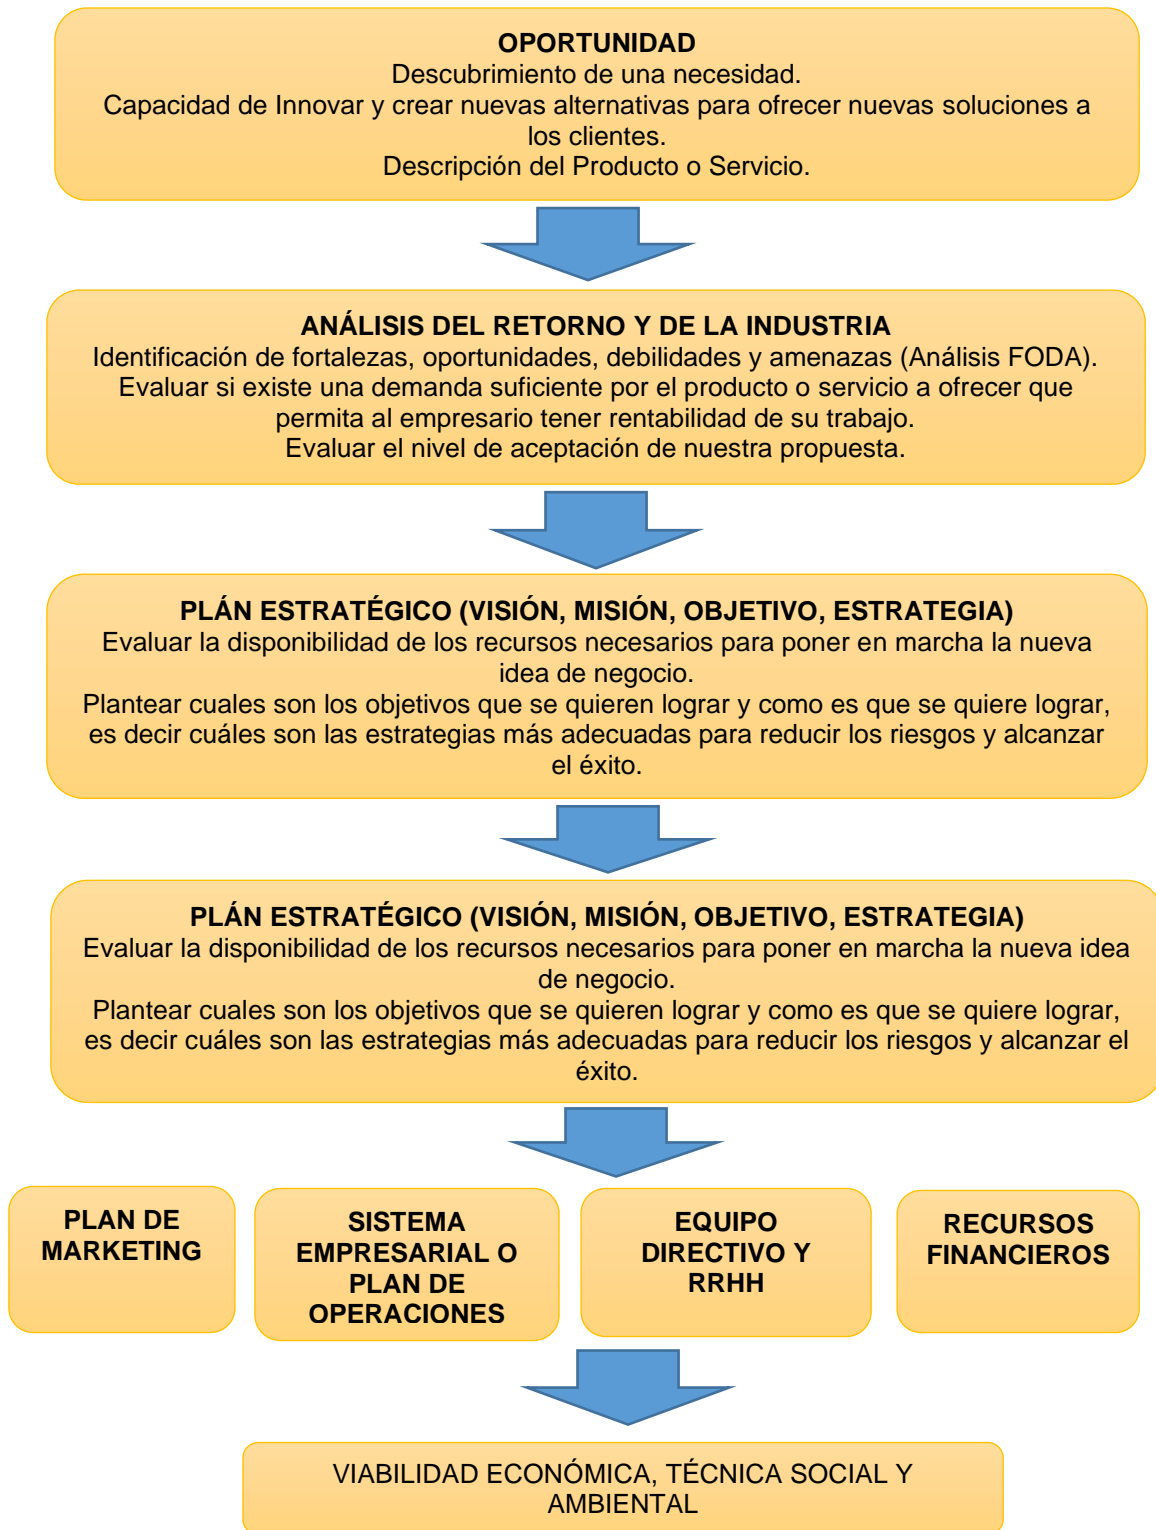 OPORTUNIDAD
Descubrimiento de una necesidad.
Capacidad de Innovar y crear nuevas alternativas para ofrecer nuevas soluciones a
los clientes.
Descripción del Producto o Servicio.
ANÁLISIS DEL RETORNO Y DE LA INDUSTRIA
Identificación de fortalezas, oportunidades, debilidades y amenazas (Análisis FODA).
Evaluar si existe una demanda suficiente por el producto o servicio a ofrecer que
permita al empresario tener rentabilidad de su trabajo.
Evaluar el nivel de aceptación de nuestra propuesta.
PLÁN ESTRATÉGICO (VISIÓN, MISIÓN, OBJETIVO, ESTRATEGIA)
Evaluar la disponibilidad de los recursos necesarios para poner en marcha la nueva
idea de negocio.
Plantear cuales son los objetivos que se quieren lograr y como es que se quiere lograr,
es decir cuáles son las estrategias más adecuadas para reducir los riesgos y alcanzar
el éxito.
PLÁN ESTRATÉGICO (VISIÓN, MISIÓN, OBJETIVO, ESTRATEGIA)
Evaluar la disponibilidad de los recursos necesarios para poner en marcha la nueva idea
de negocio.
Plantear cuales son los objetivos que se quieren lograr y como es que se quiere lograr,
es decir cuáles son las estrategias más adecuadas para reducir los riesgos y alcanzar el
éxito.
PLAN DE
MARKETING
SISTEMA
EMPRESARIAL O
PLAN DE
OPERACIONES
EQUIPO
DIRECTIVO Y
RRHH
RECURSOS
FINANCIEROS
VIABILIDAD ECONÓMICA, TÉCNICA SOCIAL Y
AMBIENTAL